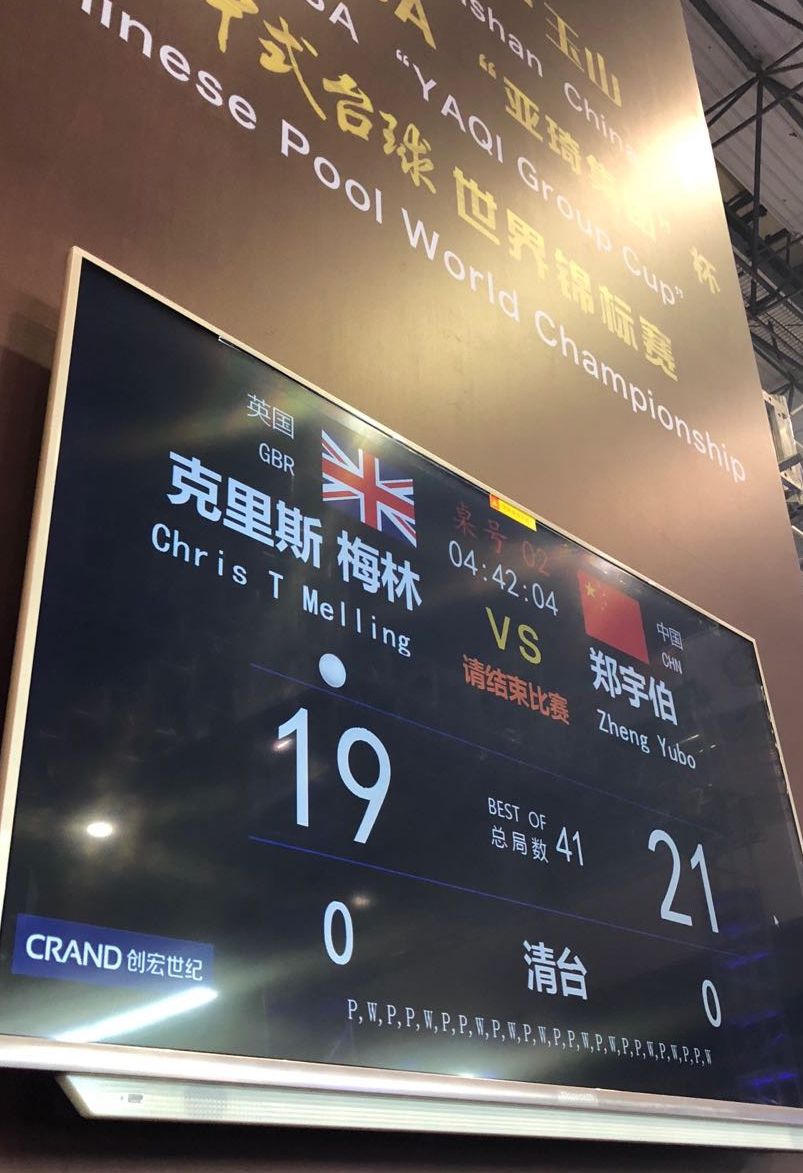 玉山
shan China
"亚琦集团" 杯
"YAQI Group Cup"
中式台球世界锦标赛
Chinese Pool World Championship
英国
GBR
克里斯 梅林
Chris T Melling
桌号 02
04:42:04
VS
请结束比赛
中国
CHN
郑宇伯
Zheng Yubo
19
BEST OF
总局数 41
21
0
清台
0
CRAND 创宏世纪